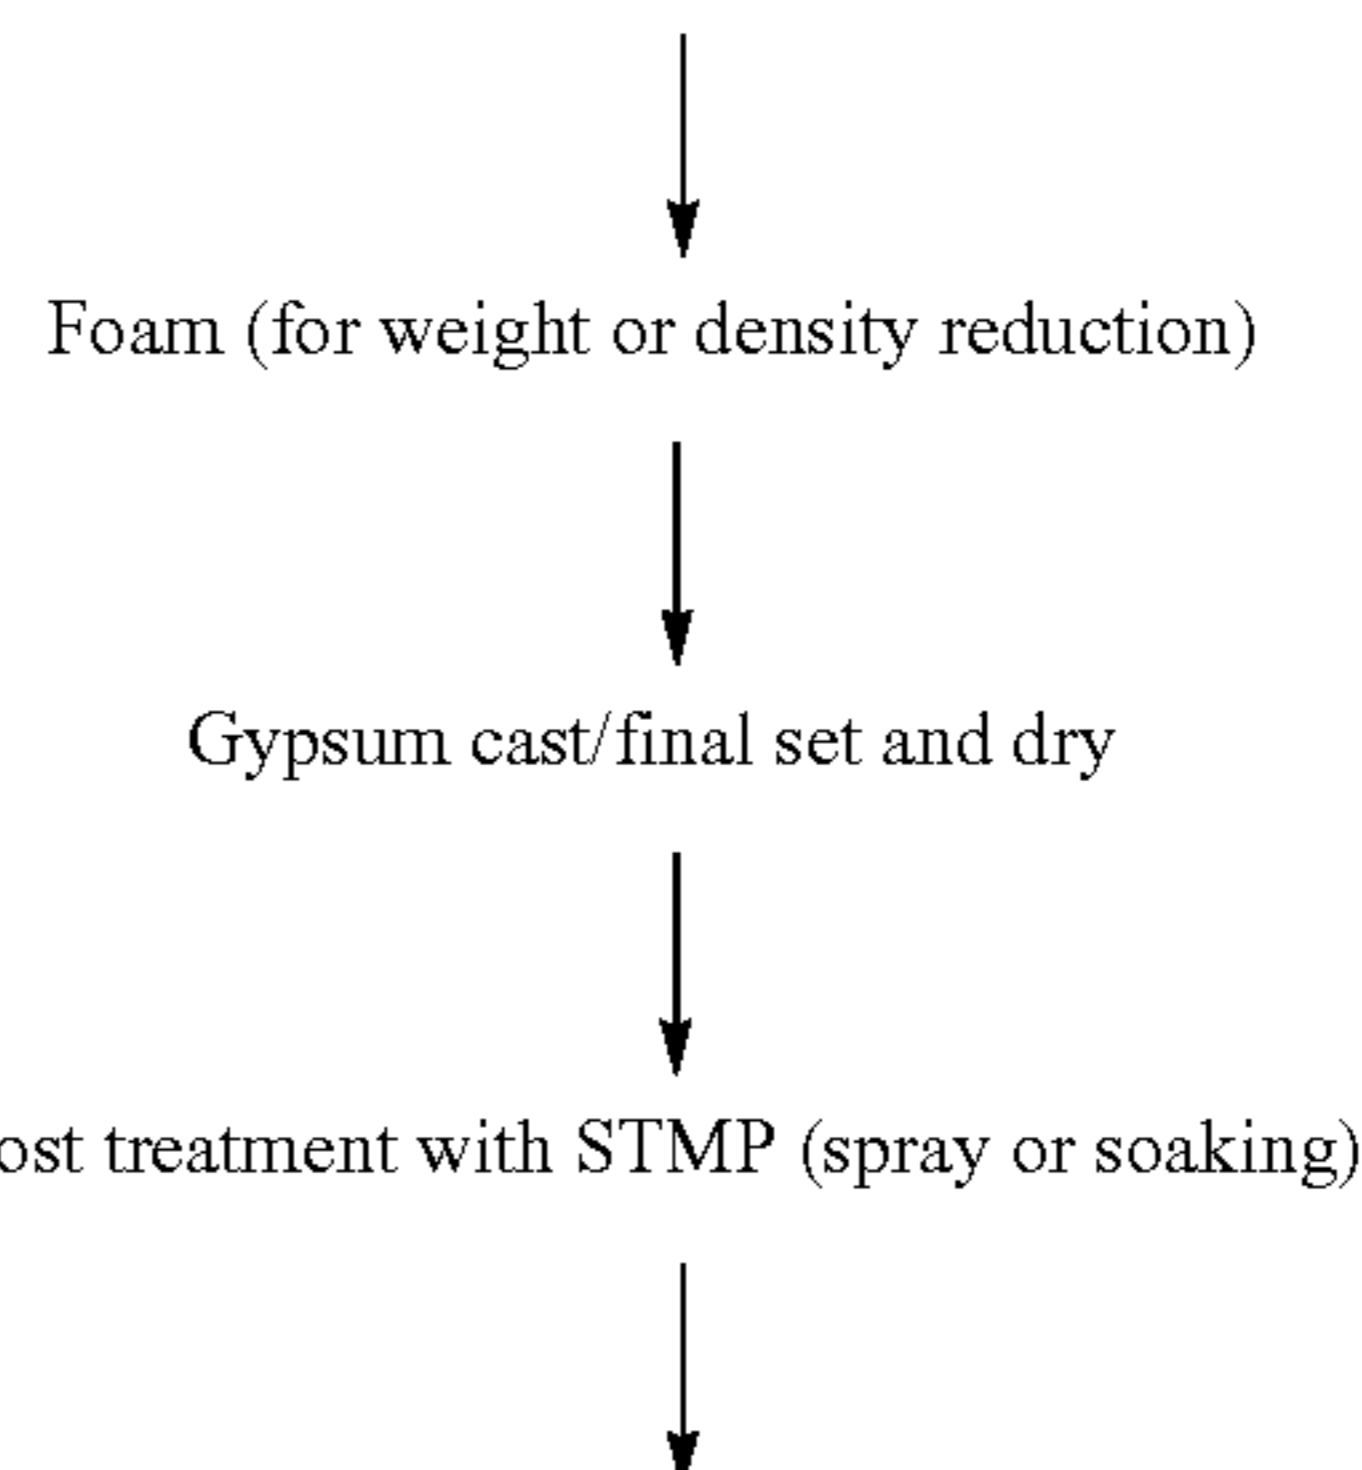 Foam (for weight or density reduction)
Gypsum cast/final set and dry
ost treatment with STMP (spray or soaking)